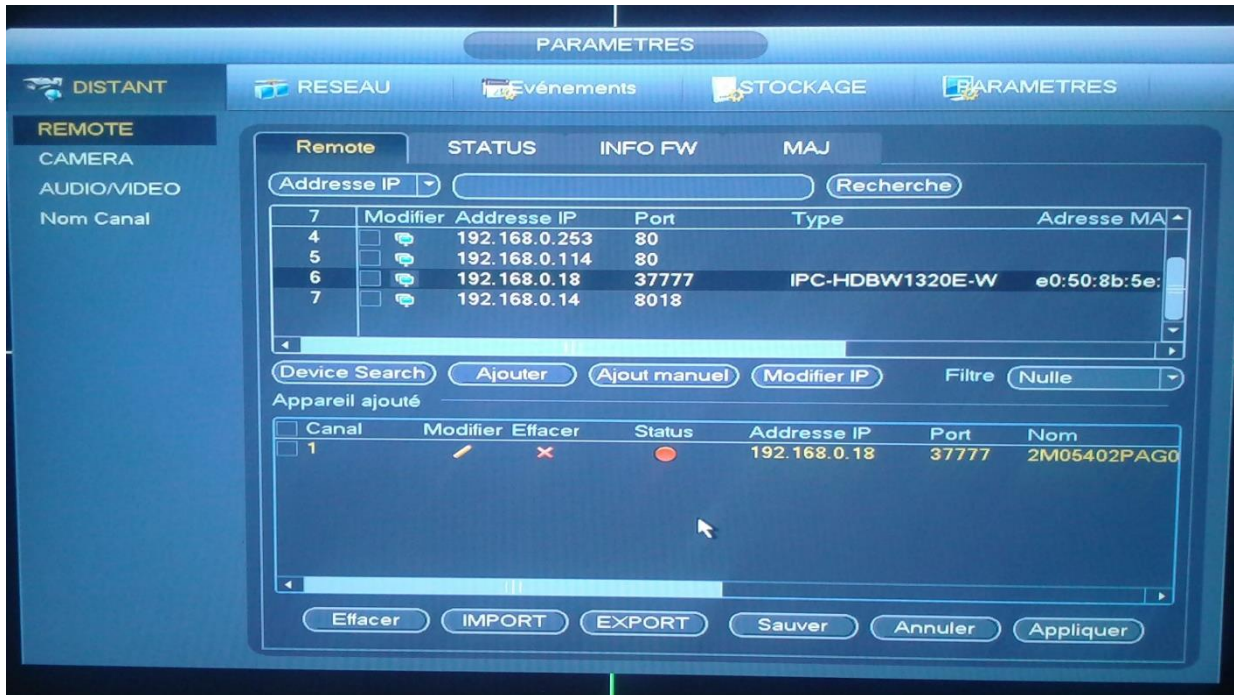 PARAMETRES
DISTANT RESEAU Evénements STOCKAGE PARAMETRES
REMOTE
CAMERA
AUDIO/VIDEO
Nom Canal
Remote STATUS INFO FW MAJ
Addresse IP Recherche
7 Modifier Addresse IP Port Type Adresse MA
4 192.168.0.253 80
5 192.168.0.114 80
6 192.168.0.18 37777 IPC-HDBW1320E-W e0:50:8b:5e:
7 192.168.0.14 8018
Device Search Ajouter Ajout manuel Modifier IP Filtre Nulle
Appareil ajouté
Canal Modifier Effacer Status Addresse IP Port Nom
1 192.168.0.18 37777 2M05402PAG0
Effacer IMPORT EXPORT Sauver Annuler Appliquer